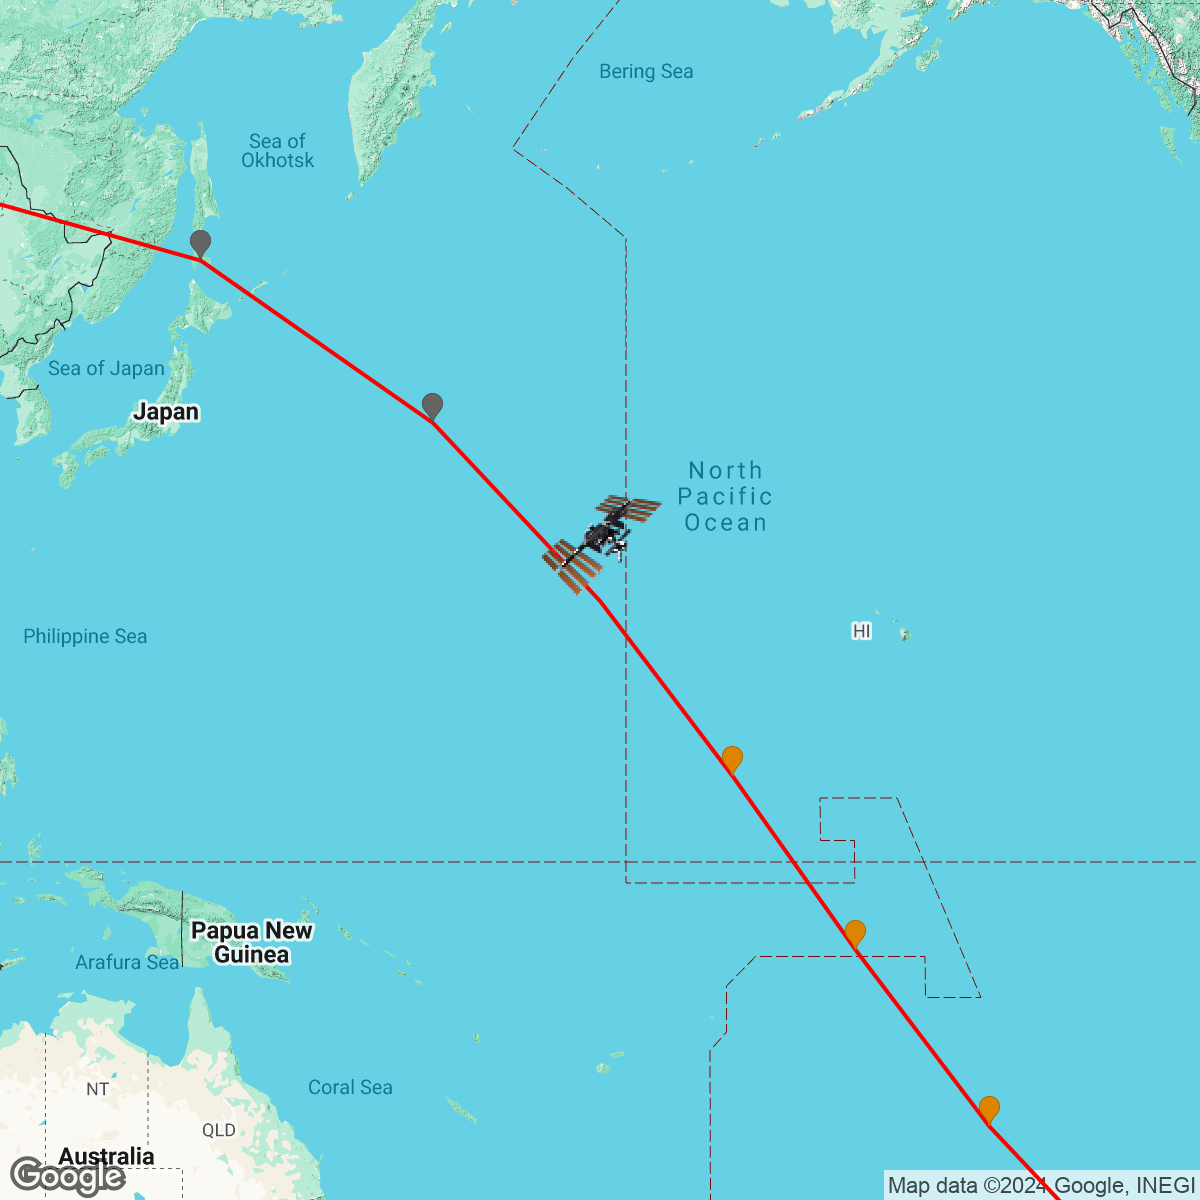 Bering Sea
Sea of
Okhotsk
Sea of Japan
Japan
North
Pacific
Ocean
Philippine Sea
HI
Papua New
Guinea
Arafura Sea
Coral Sea
NT
QLD
Australia
Google
Map data ©2024 Google, INEGI